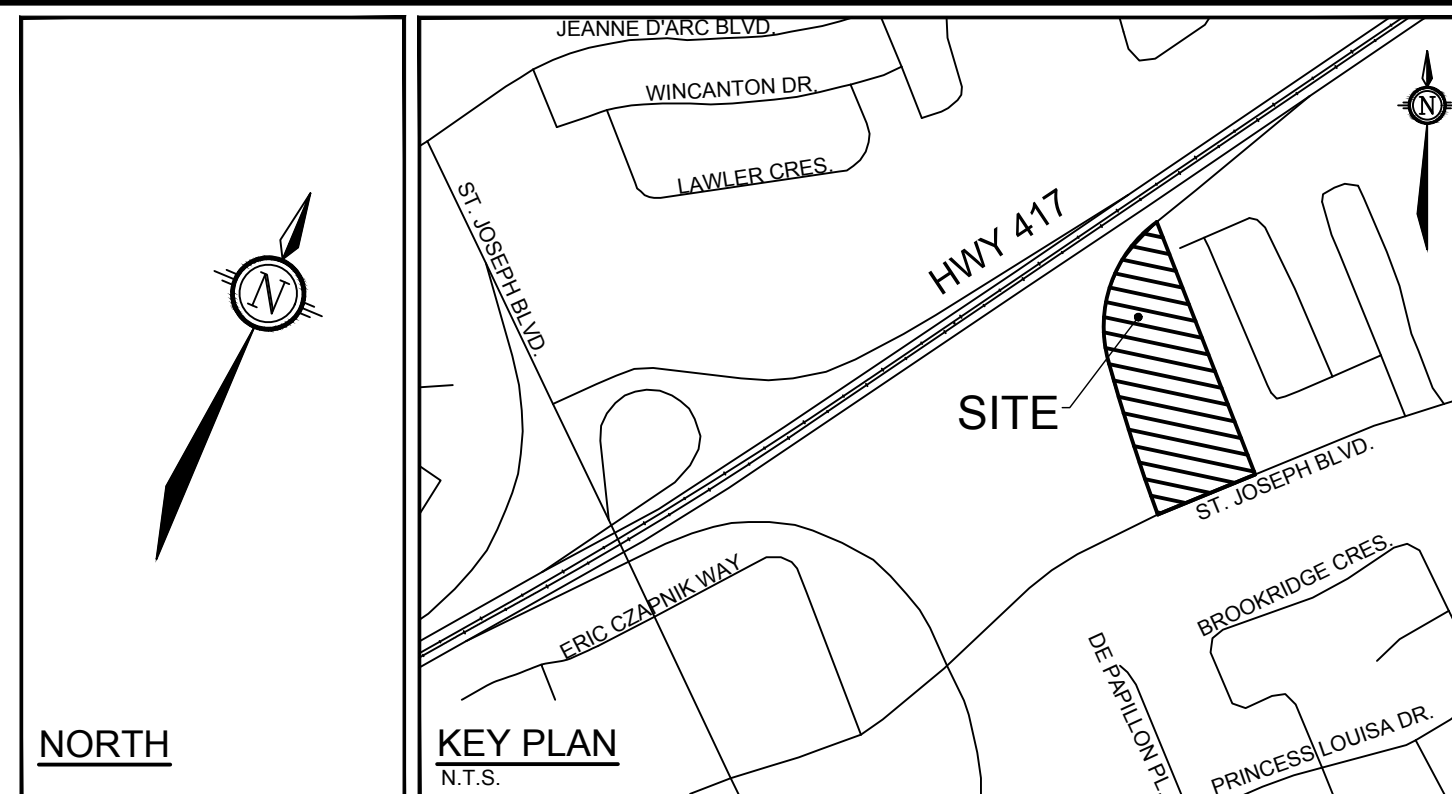 JEANNE D'ARC BLVD.
WINCANTON DR.
LAWLER CRES.
N
ST. JOSEPH BLVD.
HWY 417
N
SITE
ST. JOSEPH BLVD.
ERIC CZAPNIK WAY
BROOKRIDGE CRES.
DE PAPILLON PL.
PRINCESS LOUISA DR.
NORTH
KEY PLAN
N.T.S.